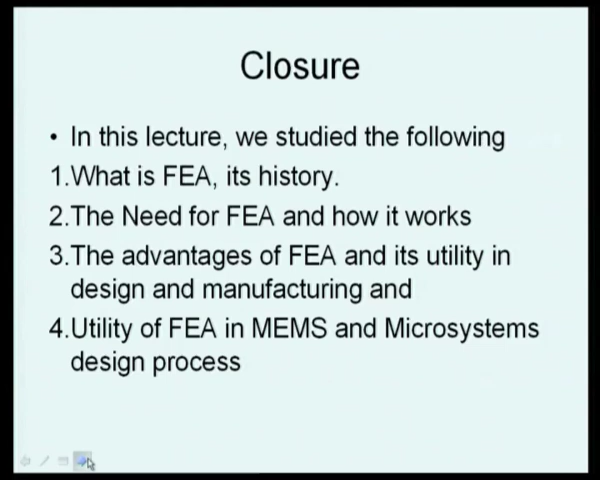 Closure
• In this lecture, we studied the following
1.What is FEA, its history.
2.The Need for FEA and how it works
3.The advantages of FEA and its utility in
design and manufacturing and
4.Utility of FEA in MEMS and Microsystems
design process